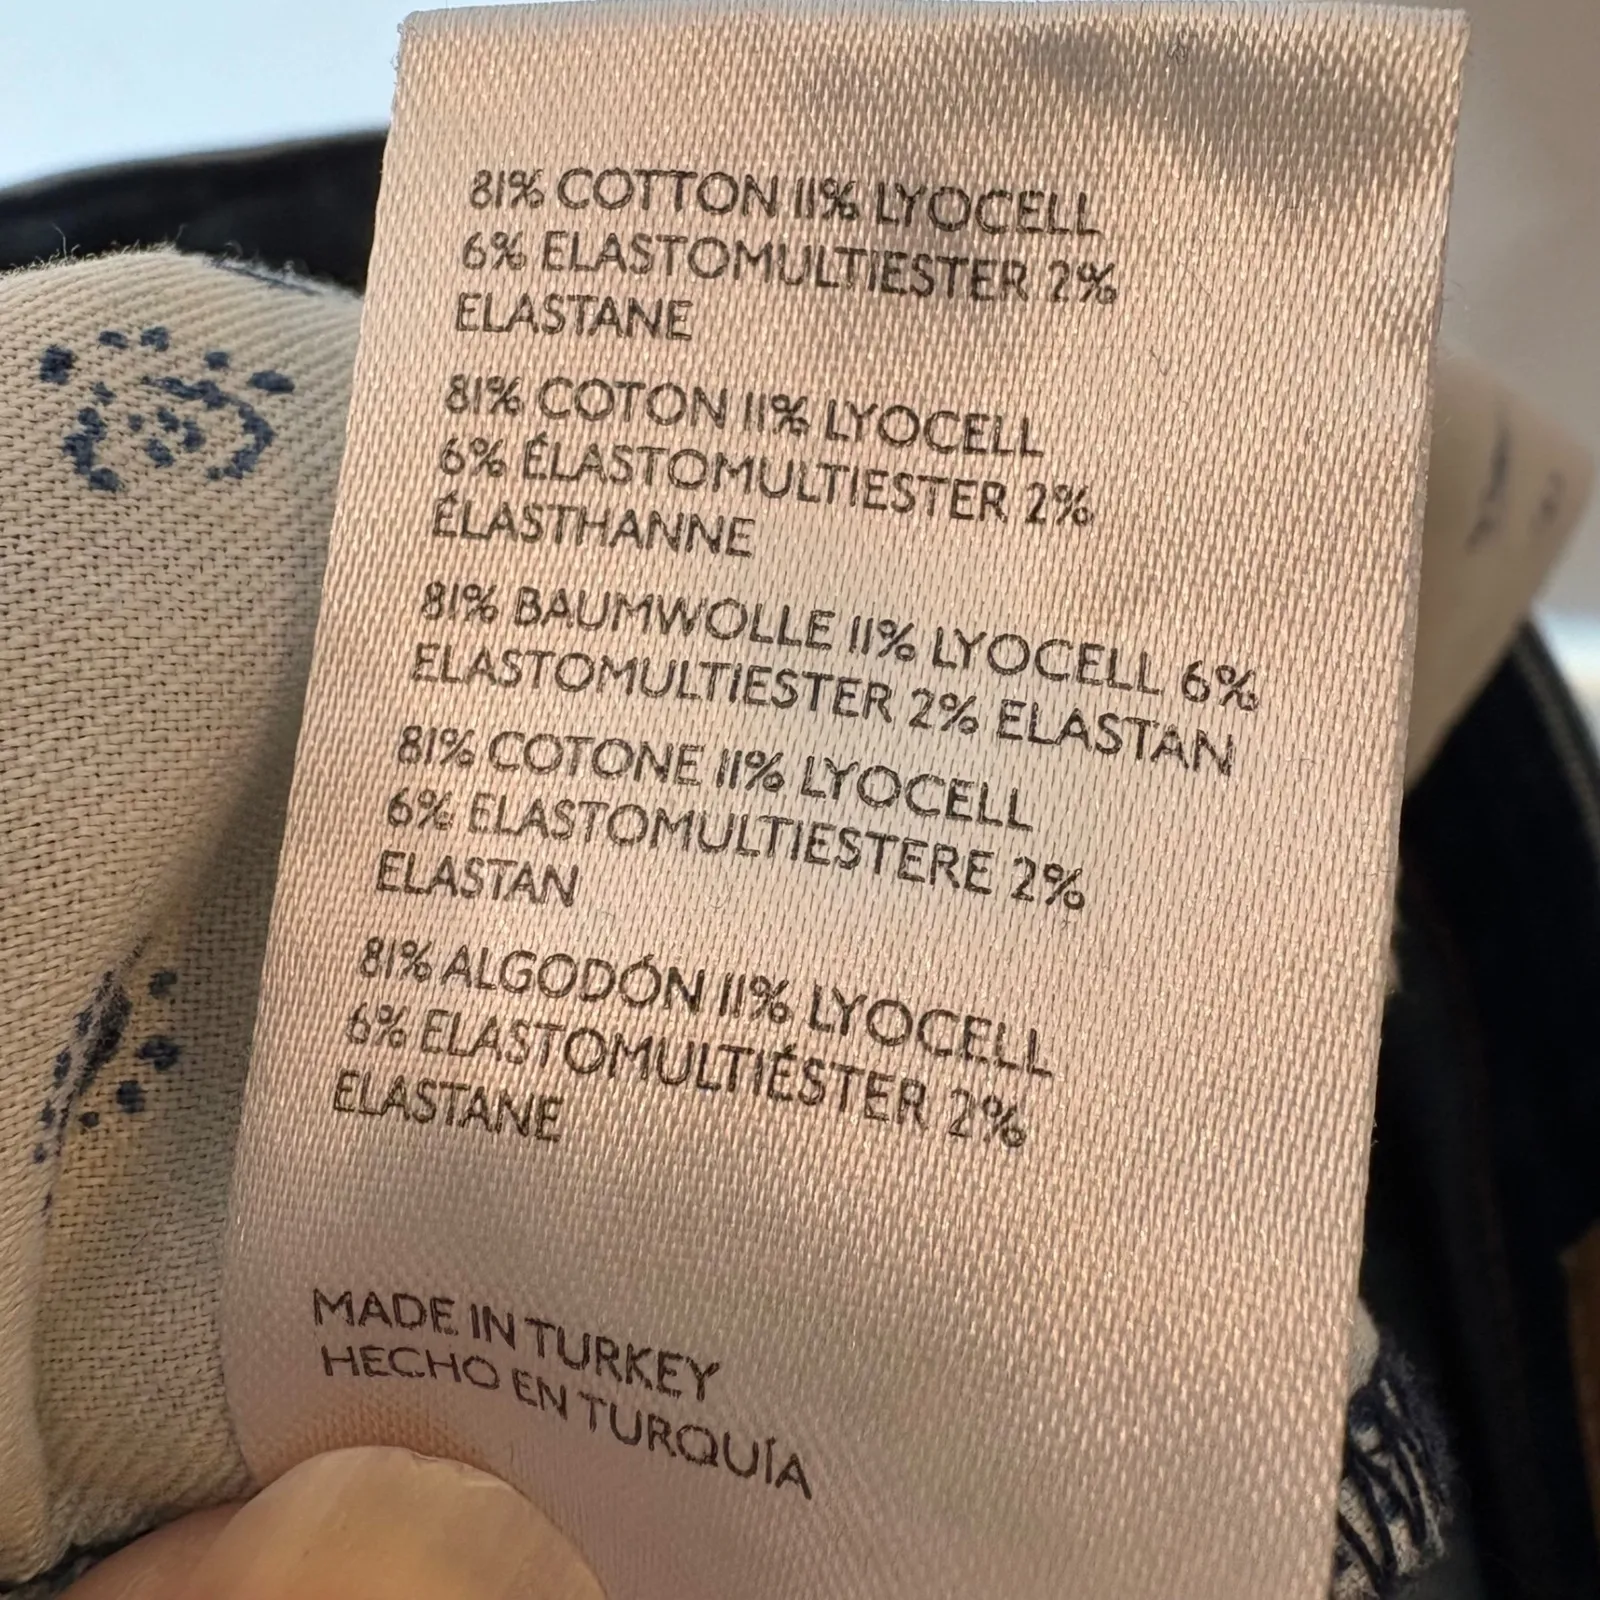 81% COTTON 11% LYOCELL
6% ELASTOMULTIESTER 2%
ELASTANE
81% COTON 11% LYOCELL
6% ÉLASTOMULTIESTER 2%
ÉLASTHANNE
81% BAUMWOLLE 11% LYOCELL 6%
ELASTOMULTIESTER 2% ELASTAN
81% COTONE 11% LYOCELL
6% ELASTOMULTIESTERE 2%
ELASTAN
81% ALGODÓN 11% LYOCELL
6% ELASTOMULTIÉSTER 2%
ELASTANE
MADE IN TURKEY
HECHO EN TURQUÍA